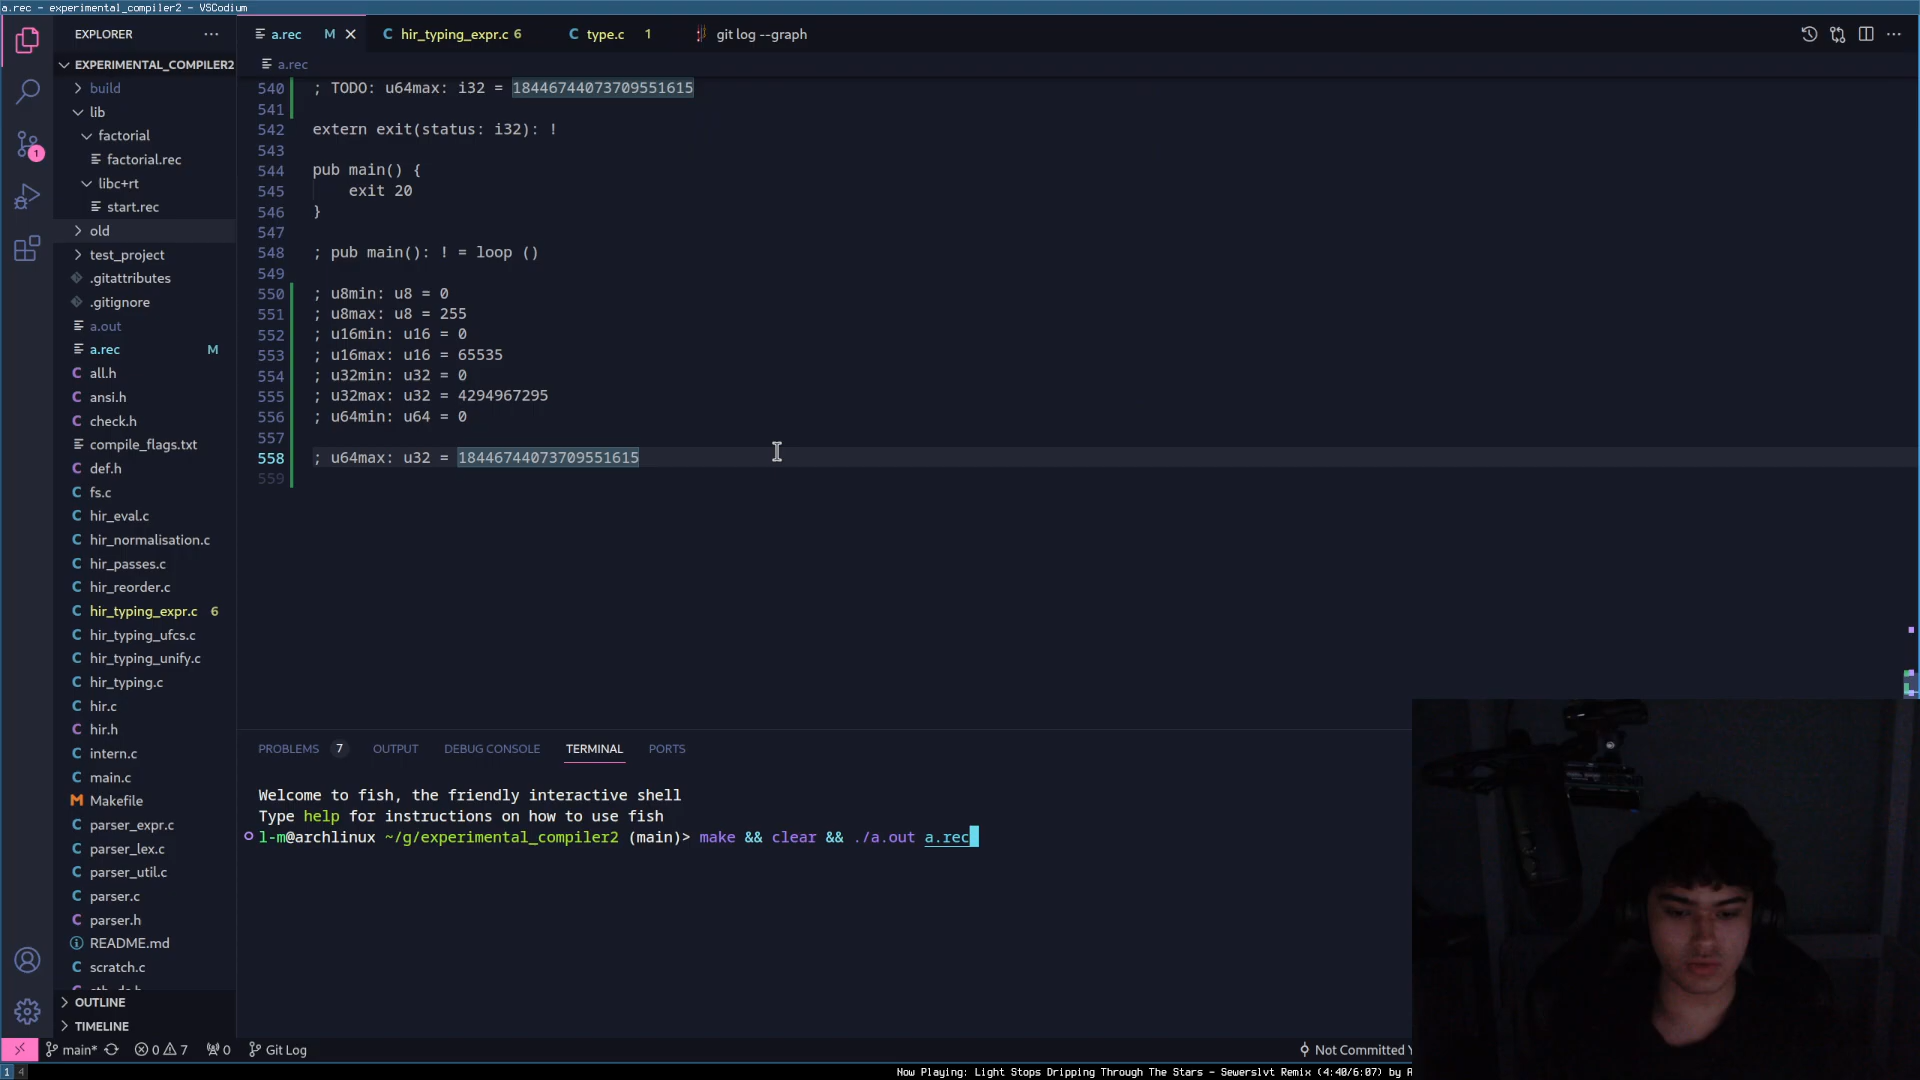 a.rec - experimental_compiler2 - VSCodium
EXPLORER
a.rec M
hir_typing_expr.c 6
type.c 1
git log --graph
EXPERIMENTAL_COMPILER2
build
lib
factorial
factorial.rec
libc+rt
start.rec
old
test_project
.gitattributes
.gitignore
a.out
a.rec M
all.h
ansi.h
check.h
compile_flags.txt
def.h
fs.c
hir_eval.c
hir_normalisation.c
hir_passes.c
hir_reorder.c
hir_typing_expr.c 6
hir_typing_ufcs.c
hir_typing_unify.c
hir_typing.c
hir.c
hir.h
intern.c
main.c
Makefile
parser_expr.c
parser_lex.c
parser_util.c
parser.c
parser.h
README.md
scratch.c
OUTLINE
TIMELINE
a.rec
540 ; TODO: u64max: i32 = 18446744073709551615
541
542 extern exit(status: i32): !
543
544 pub main() {
545 exit 20
546 }
547
548 ; pub main(): ! = loop ()
549
550 ; u8min: u8 = 0
551 ; u8max: u8 = 255
552 ; u16min: u16 = 0
553 ; u16max: u16 = 65535
554 ; u32min: u32 = 0
555 ; u32max: u32 = 4294967295
556 ; u64min: u64 = 0
557
558 ; u64max: u32 = 18446744073709551615
559
PROBLEMS 7 OUTPUT DEBUG CONSOLE TERMINAL PORTS
Welcome to fish, the friendly interactive shell
Type help for instructions on how to use fish
l-m@archlinux ~/g/experimental_compiler2 (main)> make && clear && ./a.out a.rec
1
main* 0 7 0 Git Log
Not Committed Y
1 4
Now Playing: Light Stops Dripping Through The Stars - Sewerslvt Remix (4:40/6:07) by R